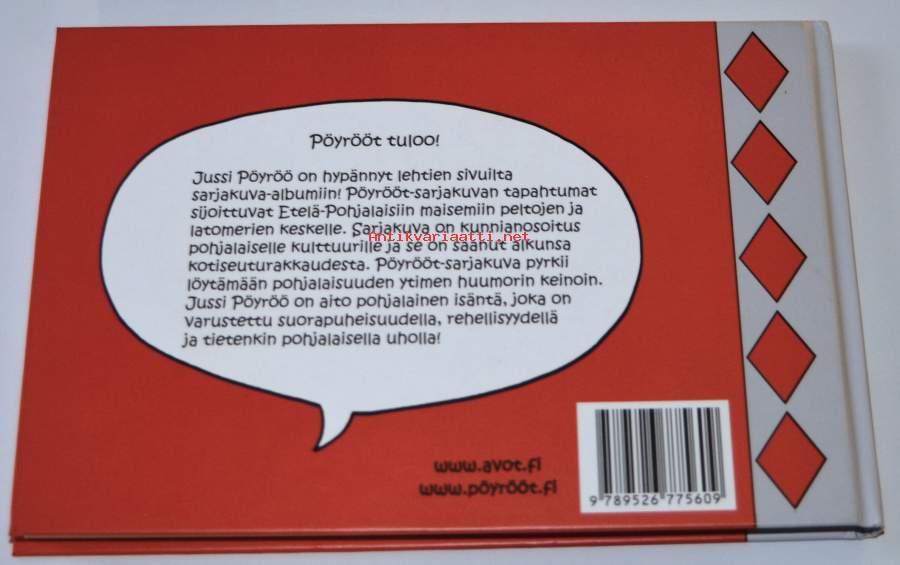 Pöyrööt tuloo!
Jussi Pöyröö on hypännyt lehtien sivuilta
sarjakuva-albumiin! Pöyrööt-sarjakuvan tapahtumat
sijoittuvat Etelä-Pohjalaisiin maisemiin peltojen ja
latomerien keskelle. Sarjakuva on kunnianosoitus
Antikvariaatti.net
pohjalaiselle kulttuurille ja se on saanut alkunsa
kotiseuturakkaudesta. Pöyrööt-sarjakuva pyrkii
löytämään pohjalaisuuden ytimen huumorin keinoin.
Jussi Pöyröö on aito pohjalainen isäntä, joka on
varustettu suorapuheisuudella, rehellisyydellä
ja tietenkin pohjalaisella uholla!
www.avot.fi
www.pöyrööt.fi
9 789526 775609